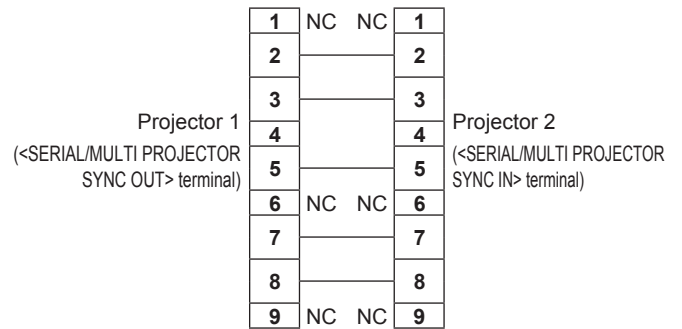 1 NC NC 1
2 2
3 3
Projector 1
4 4
Projector 2
(<SERIAL/MULTI PROJECTOR
SYNC OUT> terminal)
5 5
(<SERIAL/MULTI PROJECTOR
SYNC IN> terminal)
6 NC NC 6
7 7
8 8
9 NC NC 9